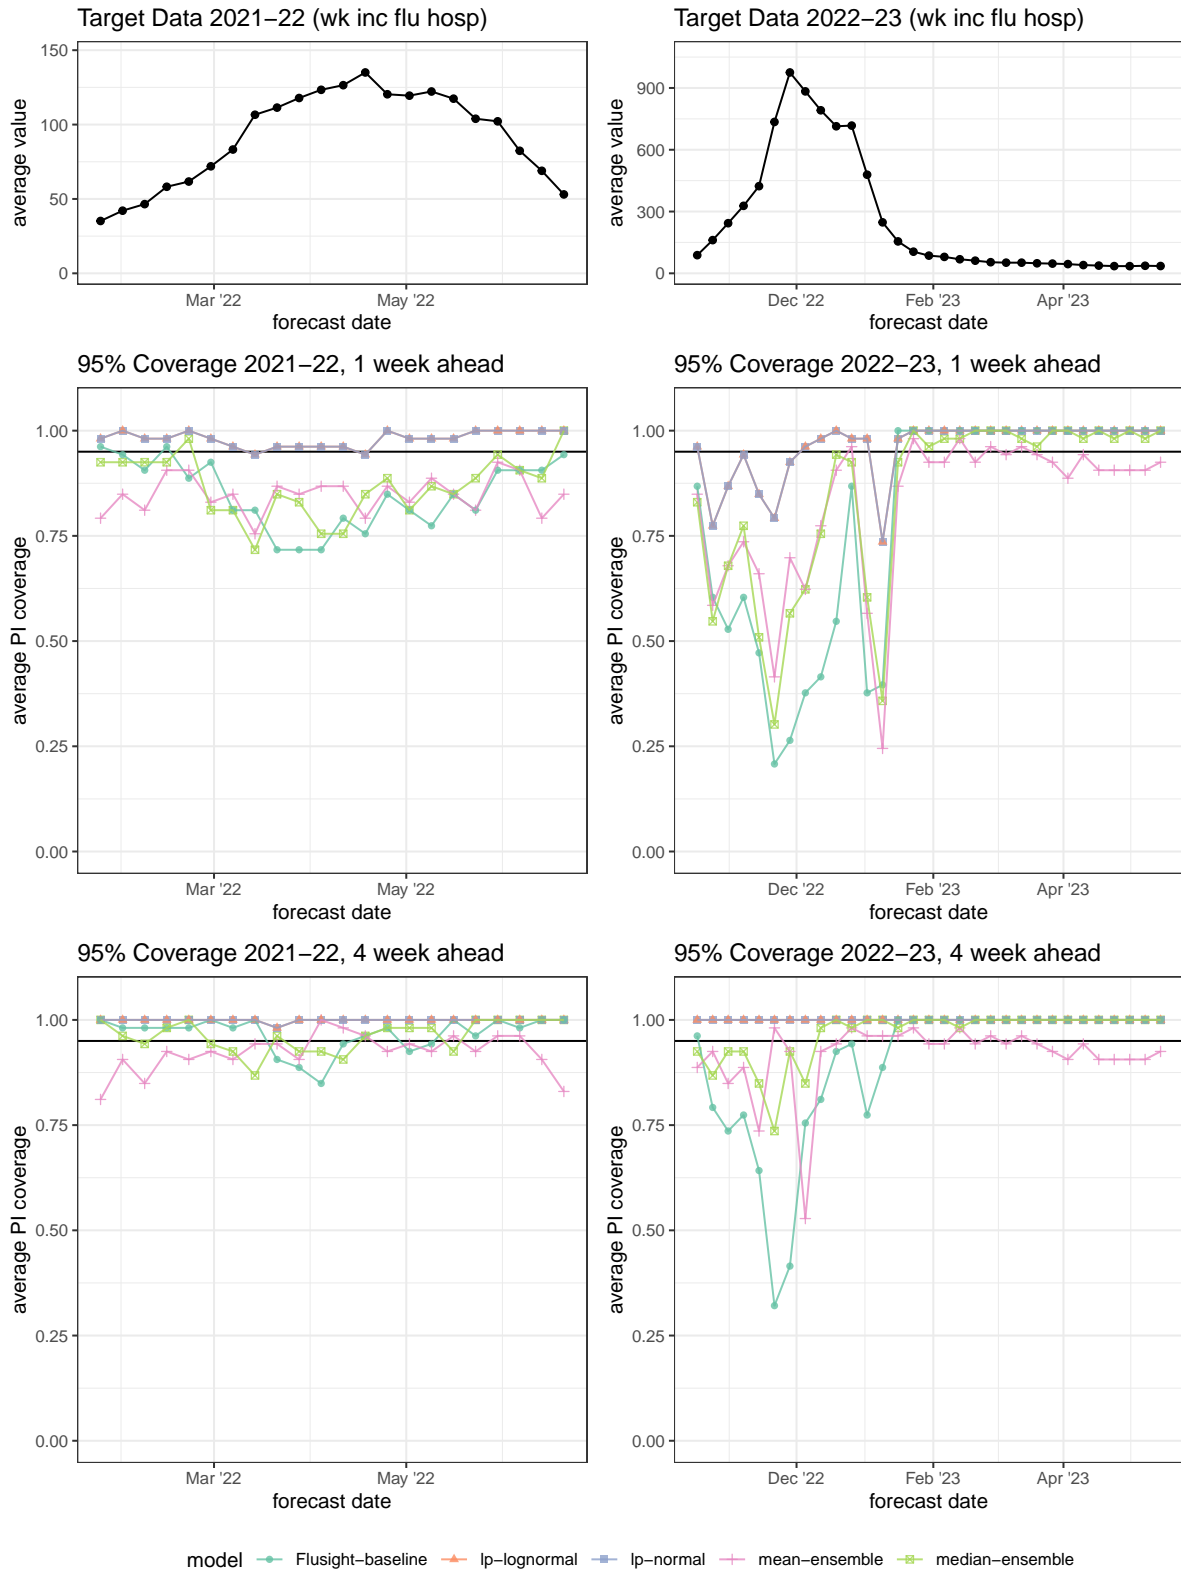 Target Data 2021−22 (wk inc flu hosp)
150
100
50
0
average value
Mar '22
May '22
forecast date
Target Data 2022−23 (wk inc flu hosp)
900
600
300
0
average value
Dec '22
Feb '23
Apr '23
forecast date
95% Coverage 2021−22, 1 week ahead
1.00
0.75
0.50
0.25
0.00
average PI coverage
Mar '22
May '22
forecast date
95% Coverage 2022−23, 1 week ahead
1.00
0.75
0.50
0.25
0.00
average PI coverage
Dec '22
Feb '23
Apr '23
forecast date
95% Coverage 2021−22, 4 week ahead
1.00
0.75
0.50
0.25
0.00
average PI coverage
Mar '22
May '22
forecast date
95% Coverage 2022−23, 4 week ahead
1.00
0.75
0.50
0.25
0.00
average PI coverage
Dec '22
Feb '23
Apr '23
forecast date
model Flusight−baseline lp−lognormal lp−normal mean−ensemble median−ensemble